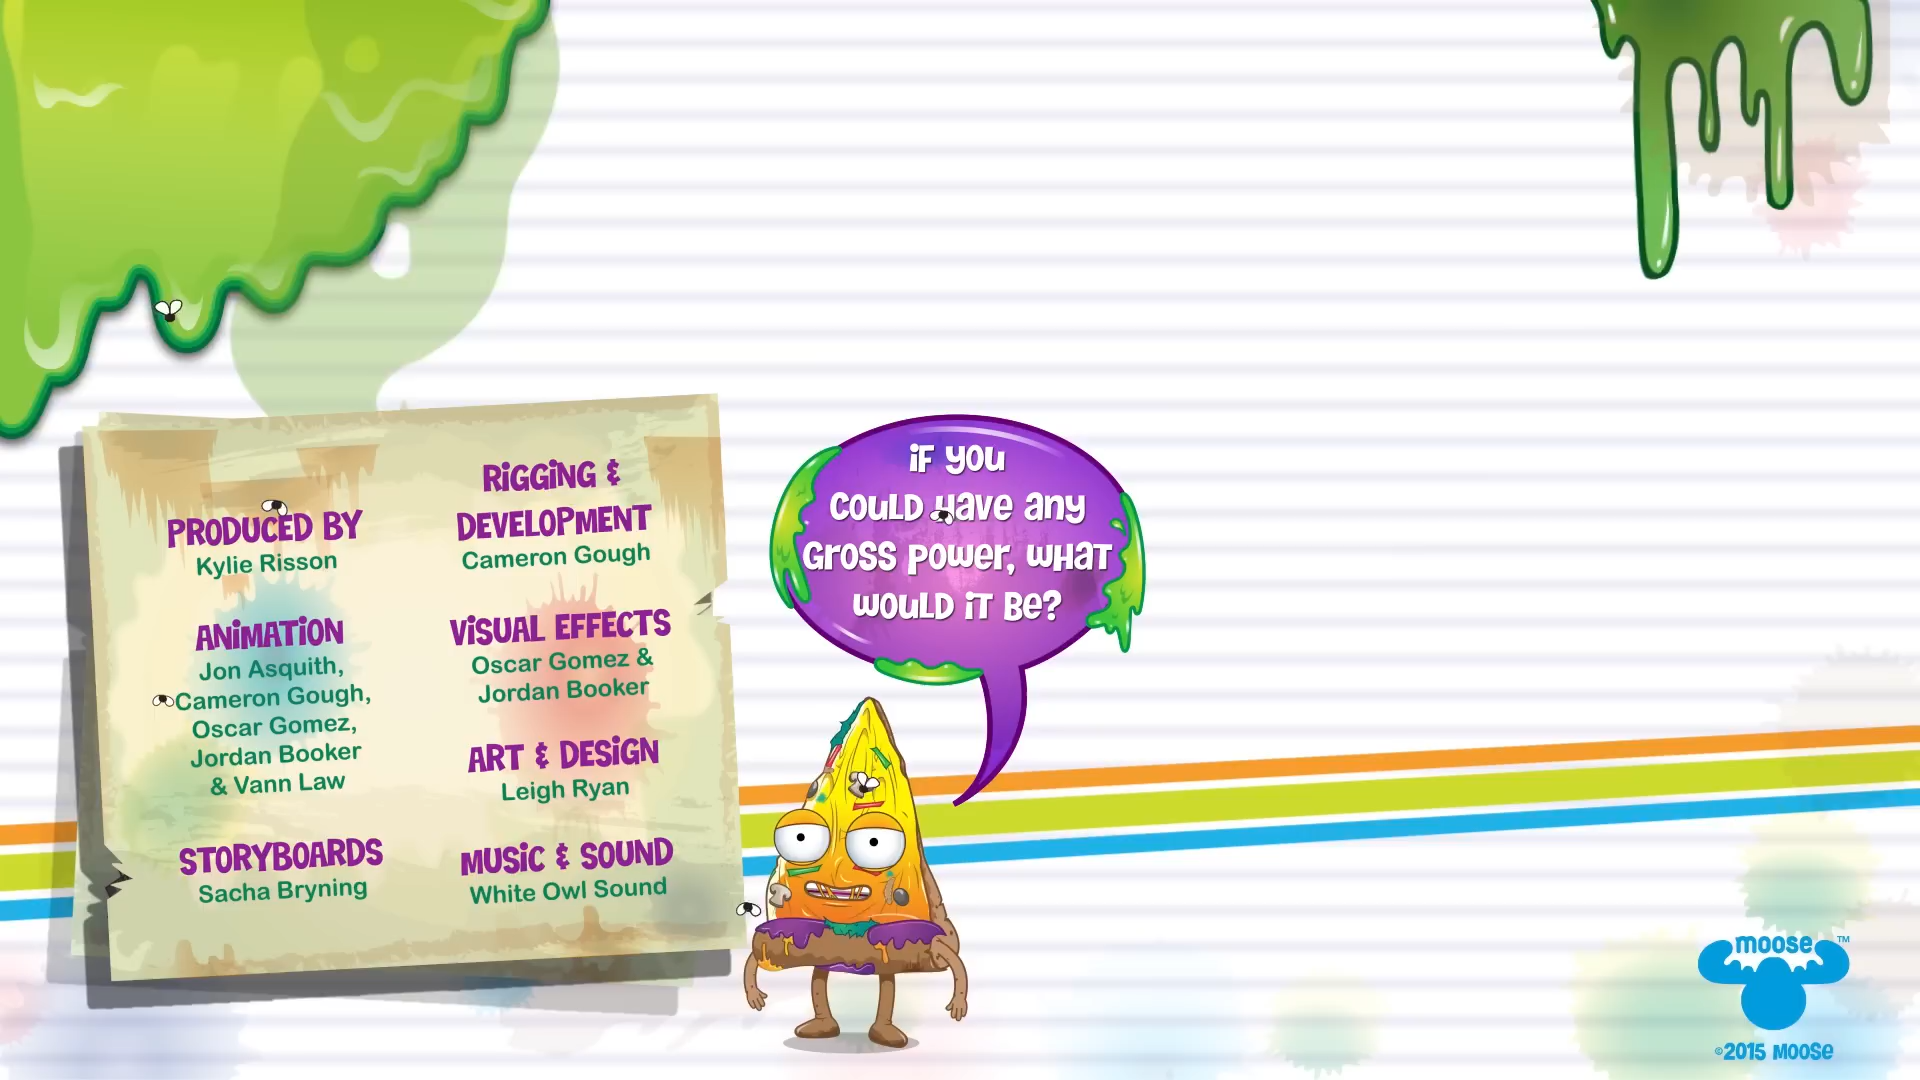 PRODUCED BY
Kylie Risson
ANiMATiON
Jon Asquith,
Cameron Gough,
Oscar Gomez,
Jordan Booker
& Vann Law
STORYBOARDS
Sacha Bryning
RiGGiNG &
DEVELOPMENT
Cameron Gough
ViSUAL EFFECTS
Oscar Gomez &
Jordan Booker
ART & DESiGN
Leigh Ryan
MUSiC & SOUND
White Owl Sound
iF you
could have any
Gross power, what
would it be?
moose™
©2015 MOOSE